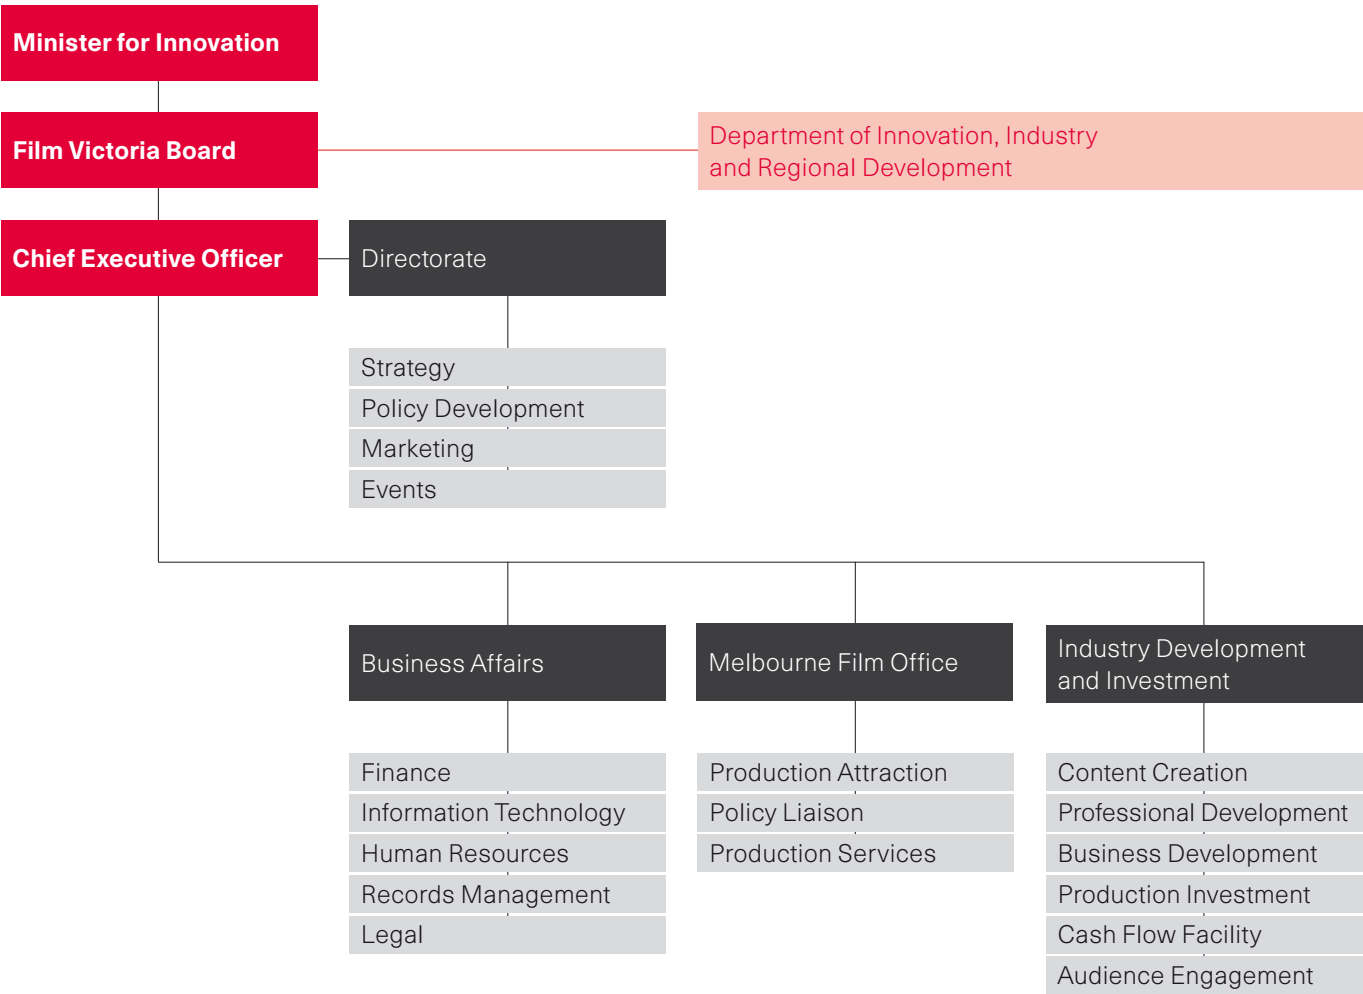 Minister for Innovation
Film Victoria Board
Department of Innovation, Industry
and Regional Development
Chief Executive Officer
Directorate
Strategy
Policy Development
Marketing
Events
Business Affairs
Finance
Information Technology
Human Resources
Records Management
Legal
Melbourne Film Office
Production Attraction
Policy Liaison
Production Services
Industry Development
and Investment
Content Creation
Professional Development
Business Development
Production Investment
Cash Flow Facility
Audience Engagement